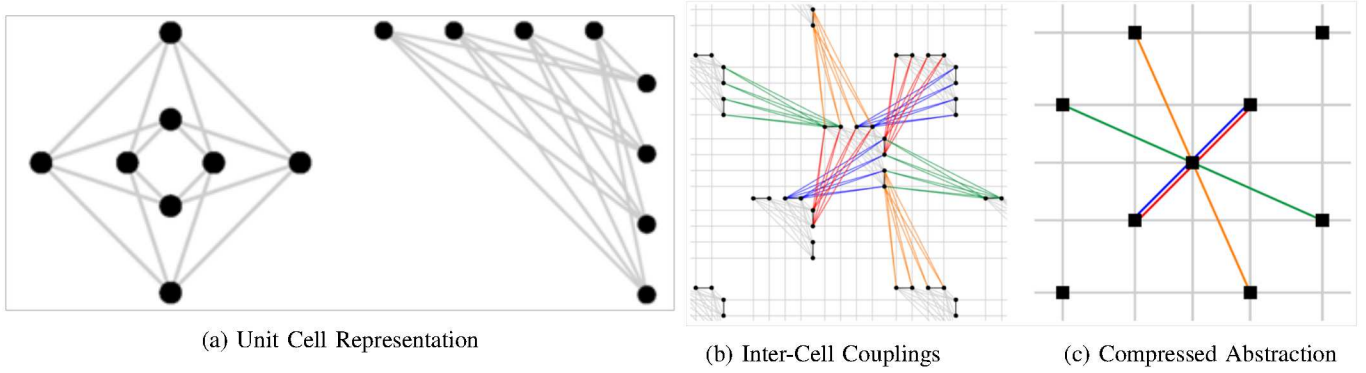 (a) Unit Cell Representation
(b) Inter-Cell Couplings
(c) Compressed Abstraction